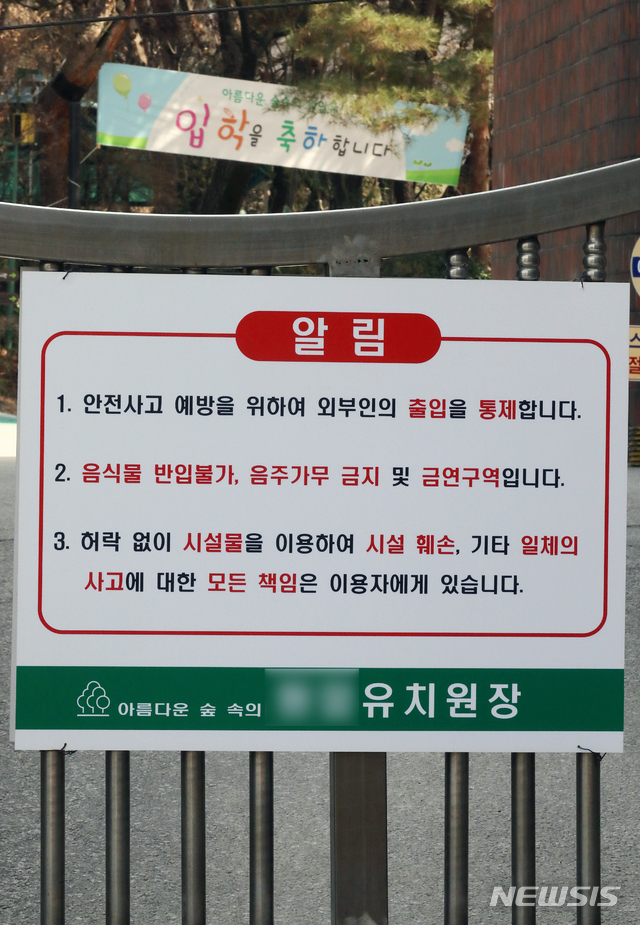 아름다운
입학을 축하합니다
알 림
1. 안전사고 예방을 위하여 외부인의 출입을 통제합니다.
2. 음식물 반입불가, 음주가무 금지 및 금연구역입니다.
3. 허락 없이 시설물을 이용하여 시설 훼손, 기타 일체의
사고에 대한 모든 책임은 이용자에게 있습니다.
아름다운 숲 속의 유치원장
NEWSIS